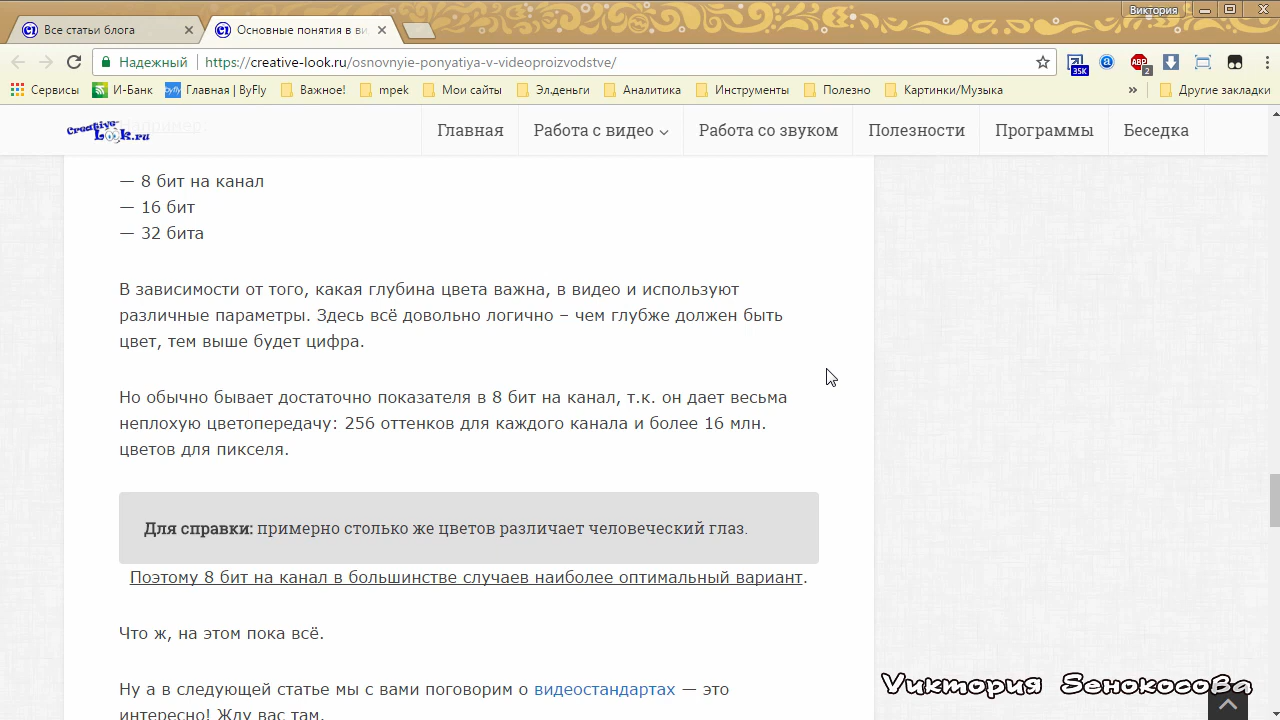 Виктория
Все статьи блога
Основные понятия в ви
Надежный
https://creative-look.ru/osnovnyie-ponyatiya-v-videoproizvodstve/
35K
ABP
2
Сервисы
И-Банк
Главная | ByFly
Важное!
mpek
Мои сайты
Эл.деньги
Аналитика
Инструменты
Полезно
Картинки/Музыка
»
Другие закладки
Creative-Look.ru
Главная
Работа с видео
Работа со звуком
Полезности
Программы
Беседка
— 8 бит на канал
— 16 бит
— 32 бита
В зависимости от того, какая глубина цвета важна, в видео и используют
различные параметры. Здесь всё довольно логично – чем глубже должен быть
цвет, тем выше будет цифра.
Но обычно бывает достаточно показателя в 8 бит на канал, т.к. он дает весьма
неплохую цветопередачу: 256 оттенков для каждого канала и более 16 млн.
цветов для пикселя.
Для справки: примерно столько же цветов различает человеческий глаз.
Поэтому 8 бит на канал в большинстве случаев наиболее оптимальный вариант.
Что ж, на этом пока всё.
Ну а в следующей статье мы с вами поговорим о видеостандартах — это
интересно! Жду вас там.
Виктория Бенокосова